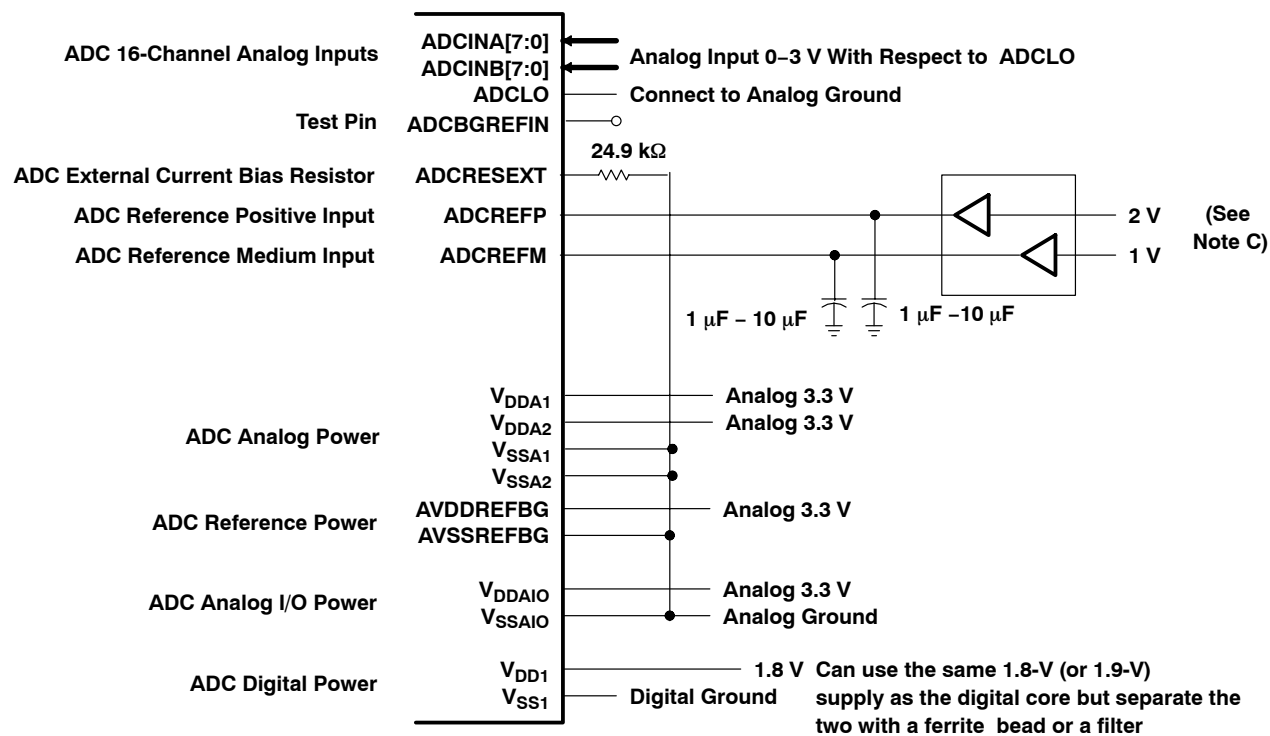 ADC 16-Channel Analog Inputs
ADCINA[7:0]
ADCINB[7:0]
Analog Input 0–3 V With Respect to ADCLO
ADCLO
Connect to Analog Ground
Test Pin
ADCBGREFIN
24.9 kΩ
ADC External Current Bias Resistor
ADCRESEXT
ADC Reference Positive Input
ADCREFP
2 V
(See
Note C)
ADC Reference Medium Input
ADCREFM
1 V
1 μF – 10 μF
1 μF –10 μF
ADC Analog Power
VDDA1
Analog 3.3 V
VDDA2
Analog 3.3 V
VSSA1
VSSA2
ADC Reference Power
AVDDREFBG
Analog 3.3 V
AVSSREFBG
ADC Analog I/O Power
VDDAIO
Analog 3.3 V
VSSAIO
Analog Ground
ADC Digital Power
VDD1
1.8 V
Can use the same 1.8-V (or 1.9-V)
supply as the digital core but separate the
two with a ferrite bead or a filter
VSS1
Digital Ground